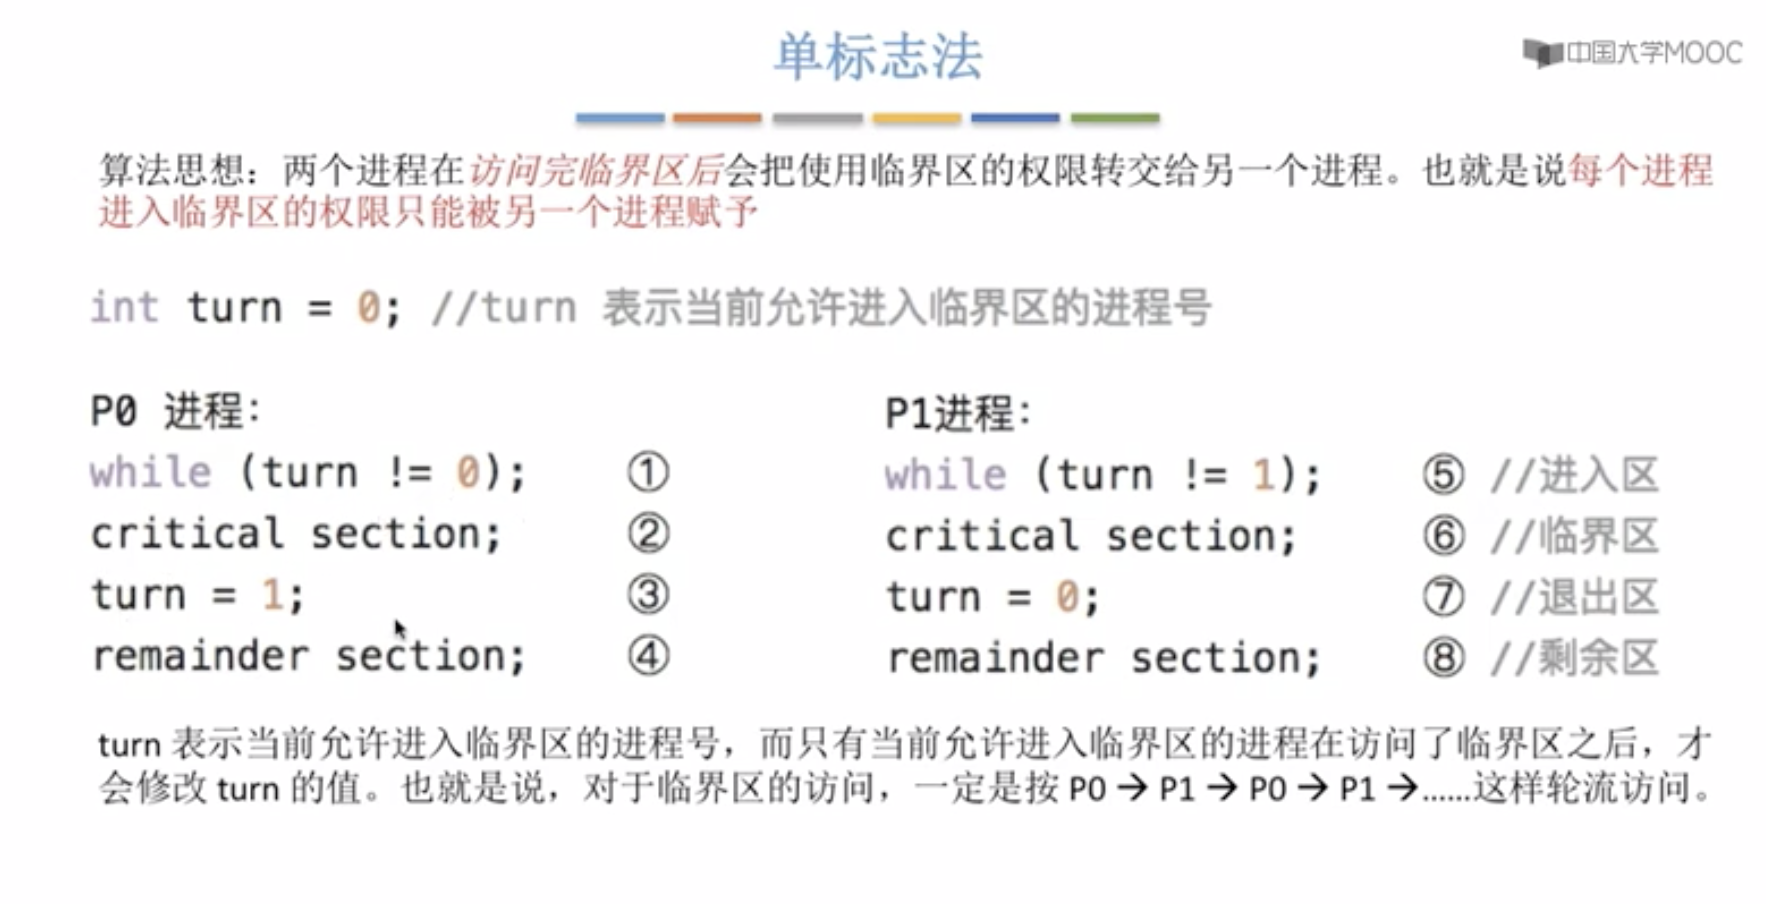 单标志法
中国大学MOOC
算法思想：两个进程在访问完临界区后会把使用临界区的权限转交给另一个进程。也就是说每个进程
进入临界区的权限只能被另一个进程赋予
int turn = 0; //turn 表示当前允许进入临界区的进程号
P0 进程：
while (turn != 0); ①
critical section; ②
turn = 1; ③
remainder section; ④
P1进程：
while (turn != 1); ⑤ //进入区
critical section; ⑥ //临界区
turn = 0; ⑦ //退出区
remainder section; ⑧ //剩余区
turn 表示当前允许进入临界区的进程号，而只有当前允许进入临界区的进程在访问了临界区之后，才
会修改 turn 的值。也就是说，对于临界区的访问，一定是按 P0 → P1 → P0 → P1 →……这样轮流访问。